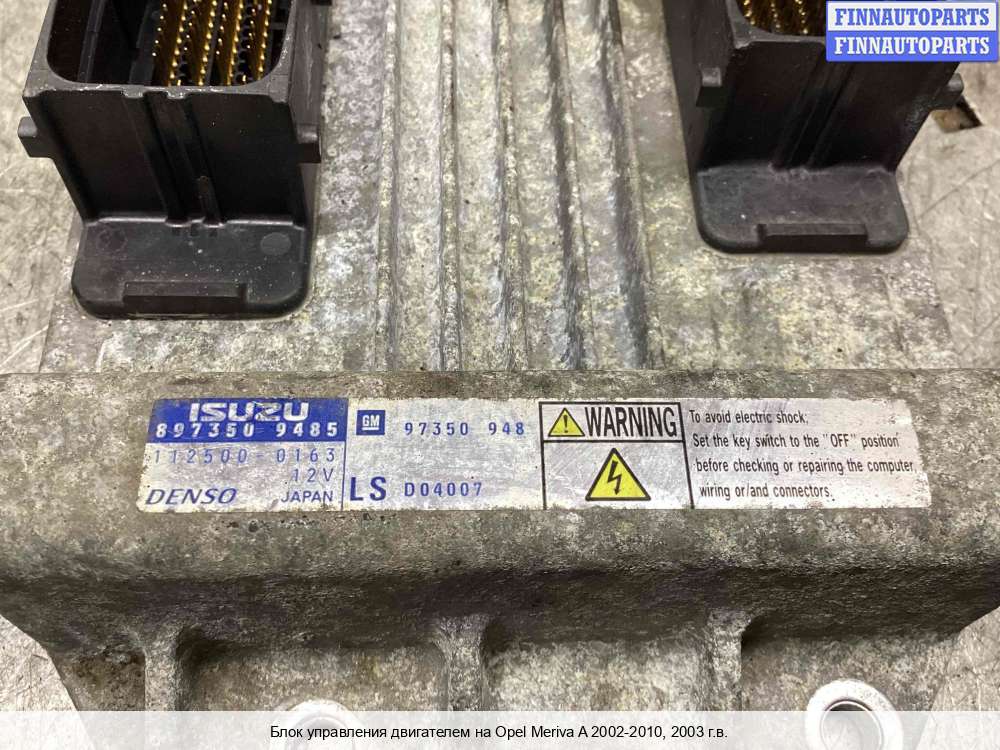 FINNAUTOPARTS
FINNAUTOPARTS
ISUZU
897350 9485
112500-0163
12V
DENSO JAPAN
GM 97350 948
LS D04007
WARNING
To avoid electric shock,
Set the key switch to the "OFF" position
before checking or repairing the computer,
wiring or/and connectors.
Блок управления двигателем на Opel Meriva A 2002-2010, 2003 г.в.